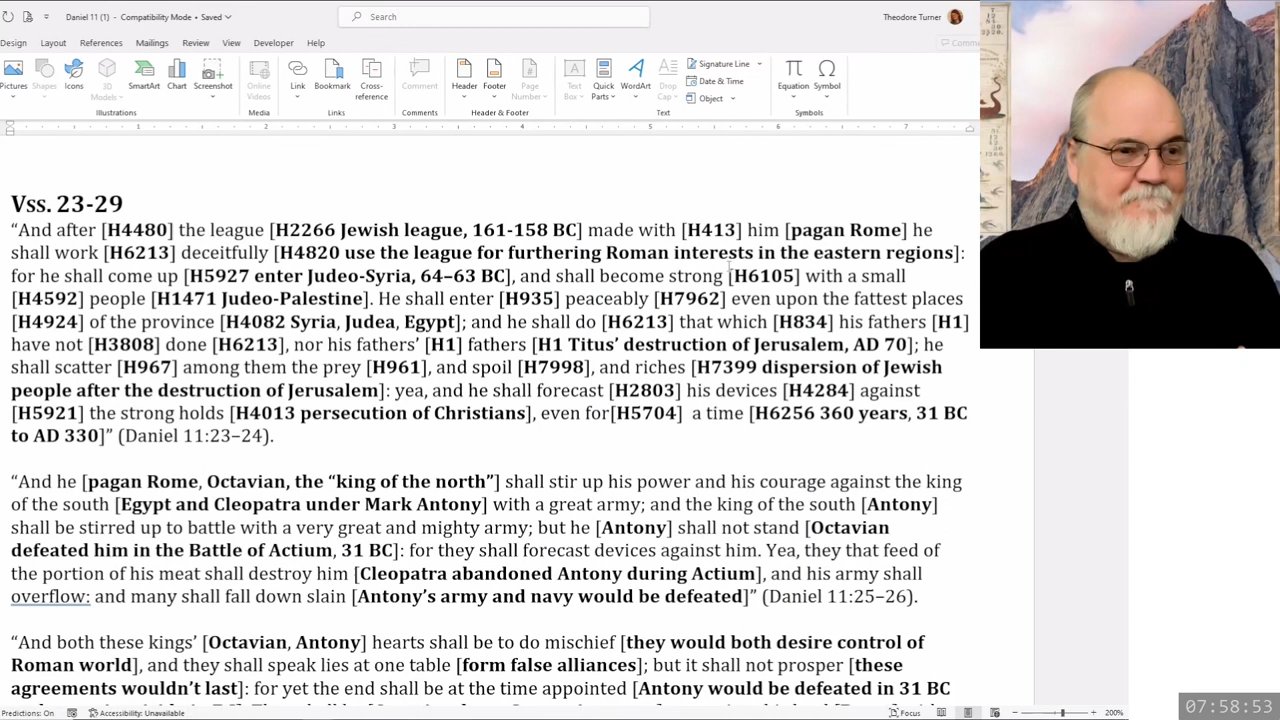 Daniel 11 (1) - Compatibility Mode • Saved
Search
Theodore Turner
Design Layout References Mailings Review View Developer Help
Pictures
Shapes
Icons
3D Models
SmartArt
Chart
Screenshot
Online Videos
Link
Bookmark
Cross-reference
Comment
Header
Footer
Page Number
Text Box
Quick Parts
WordArt
Drop Cap
Signature Line
Date & Time
Object
Equation
Symbol
Illustrations
Media
Links
Comments
Header & Footer
Text
Symbols
1 2 3 4 5 6 7
Vss. 23-29
“And after [H4480] the league [H2266 Jewish league, 161-158 BC] made with [H413] him [pagan Rome] he
shall work [H6213] deceitfully [H4820 use the league for furthering Roman interests in the eastern regions]:
for he shall come up [H5927 enter Judeo-Syria, 64–63 BC], and shall become strong [H6105] with a small
[H4592] people [H1471 Judeo-Palestine]. He shall enter [H935] peaceably [H7962] even upon the fattest places
[H4924] of the province [H4082 Syria, Judea, Egypt]; and he shall do [H6213] that which [H834] his fathers [H1]
have not [H3808] done [H6213], nor his fathers’ [H1] fathers [H1 Titus’ destruction of Jerusalem, AD 70]; he
shall scatter [H967] among them the prey [H961], and spoil [H7998], and riches [H7399 dispersion of Jewish
people after the destruction of Jerusalem]: yea, and he shall forecast [H2803] his devices [H4284] against
[H5921] the strong holds [H4013 persecution of Christians], even for[H5704]  a time [H6256 360 years, 31 BC
to AD 330]” (Daniel 11:23–24).
“And he [pagan Rome, Octavian, the “king of the north”] shall stir up his power and his courage against the king
of the south [Egypt and Cleopatra under Mark Antony] with a great army; and the king of the south [Antony]
shall be stirred up to battle with a very great and mighty army; but he [Antony] shall not stand [Octavian
defeated him in the Battle of Actium, 31 BC]: for they shall forecast devices against him. Yea, they that feed of
the portion of his meat shall destroy him [Cleopatra abandoned Antony during Actium], and his army shall
overflow: and many shall fall down slain [Antony’s army and navy would be defeated]” (Daniel 11:25–26).
“And both these kings’ [Octavian, Antony] hearts shall be to do mischief [they would both desire control of
Roman world], and they shall speak lies at one table [form false alliances]; but it shall not prosper [these
agreements wouldn’t last]: for yet the end shall be at the time appointed [Antony would be defeated in 31 BC
Predictions: On
Accessibility: Unavailable
Focus
200%
07:58:53